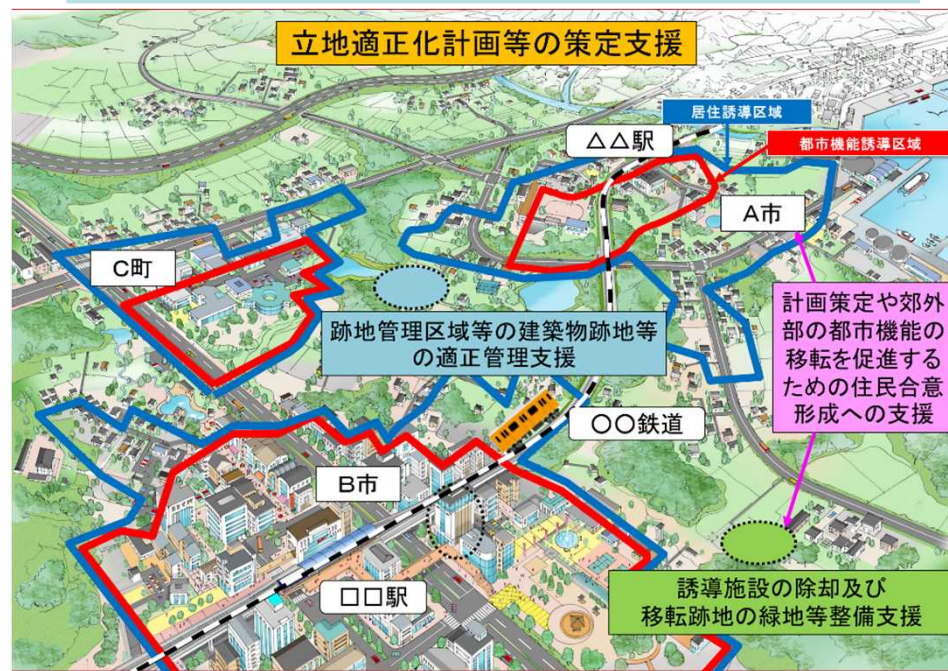 立地適正化計画等の策定支援
居住誘導区域
△△駅
都市機能誘導区域
A市
C町
計画策定や郊外
部の都市機能の
移転を促進する
ための住民合意
形成への支援
跡地管理区域等の建築物跡地等
の適正管理支援
〇〇鉄道
B市
□□駅
誘導施設の除却及び
移転跡地の緑地等整備支援